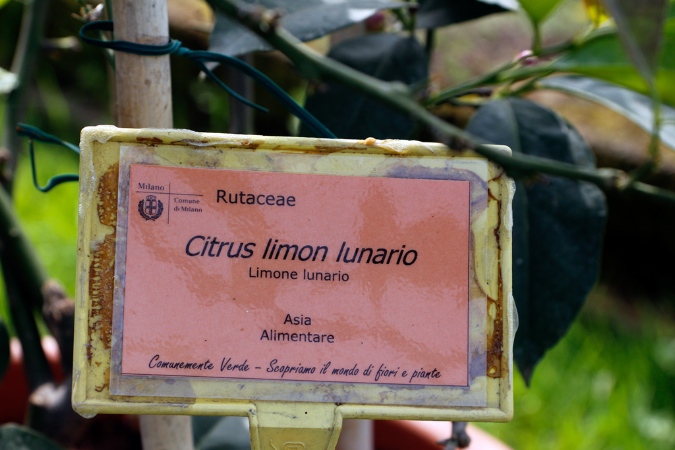 Milano
Comune
di Milano
Rutaceae
Citrus limon lunario
Limone lunario
Asia
Alimentare
Comunemente Verde – Scopriamo il mondo di fiori e piante